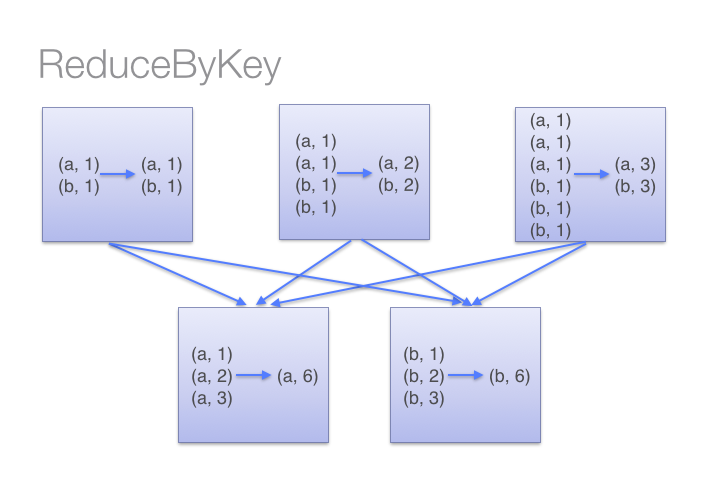 ReduceByKey
(a, 1)
(b, 1)
(a, 1)
(b, 1)
(a, 1)
(a, 1)
(b, 1)
(b, 1)
(a, 2)
(b, 2)
(a, 1)
(a, 1)
(a, 1)
(b, 1)
(b, 1)
(b, 1)
(a, 3)
(b, 3)
(a, 1)
(a, 2)
(a, 3)
(a, 6)
(b, 1)
(b, 2)
(b, 3)
(b, 6)